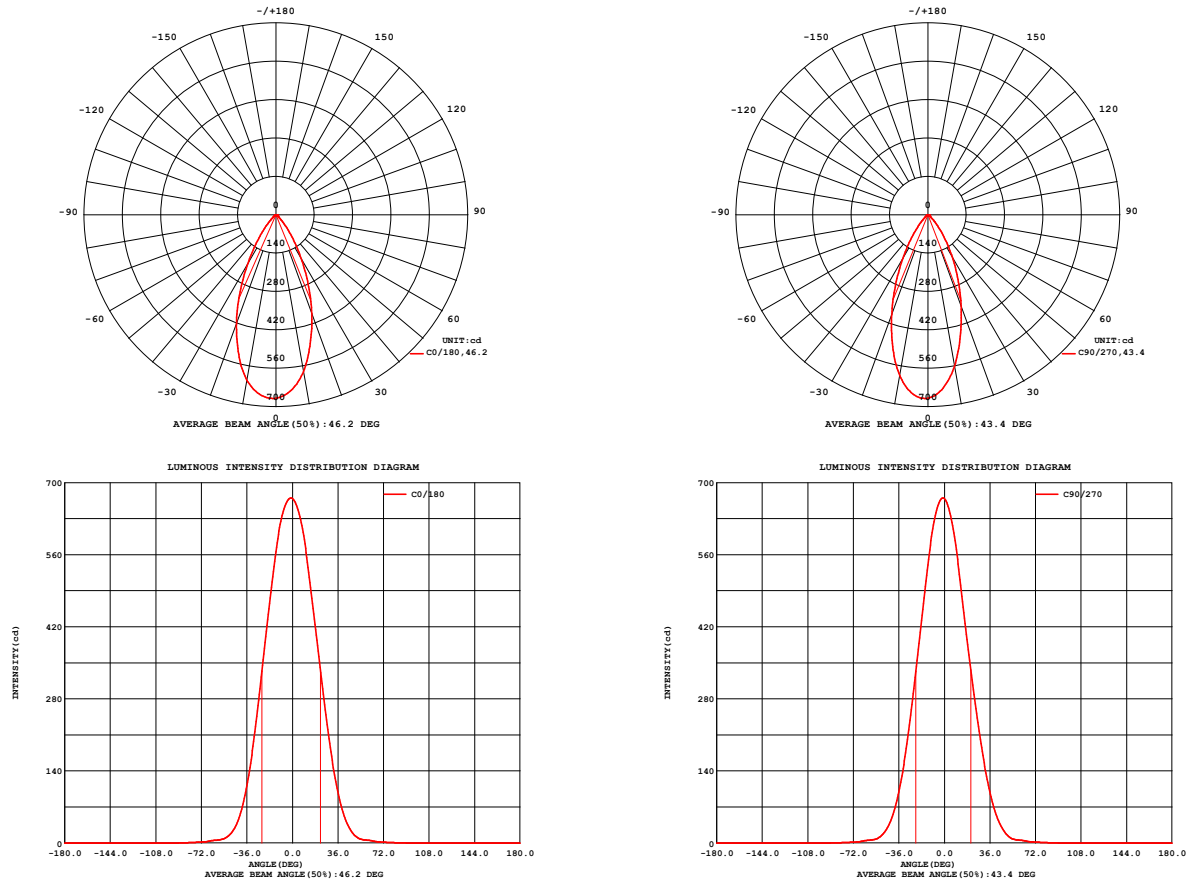 -/+180
-150 150
-120 120
-90 0 90
140
280
-60 420 60
UNIT:cd
C0/180,46.2
560
-30 700 30
0
AVERAGE BEAM ANGLE(50%):46.2 DEG
-/+180
-150 150
-120 120
-90 0 90
140
280
-60 420 60
UNIT:cd
C90/270,43.4
560
-30 700 30
0
AVERAGE BEAM ANGLE(50%):43.4 DEG
LUMINOUS INTENSITY DISTRIBUTION DIAGRAM
700
C0/180
560
420
INTENSITY(cd)
280
140
0
-180.0 -144.0 -108.0 -72.0 -36.0 0.0 36.0 72.0 108.0 144.0 180.0
ANGLE(DEG)
AVERAGE BEAM ANGLE(50%):46.2 DEG
LUMINOUS INTENSITY DISTRIBUTION DIAGRAM
700
C90/270
560
420
INTENSITY(cd)
280
140
0
-180.0 -144.0 -108.0 -72.0 -36.0 0.0 36.0 72.0 108.0 144.0 180.0
ANGLE(DEG)
AVERAGE BEAM ANGLE(50%):43.4 DEG